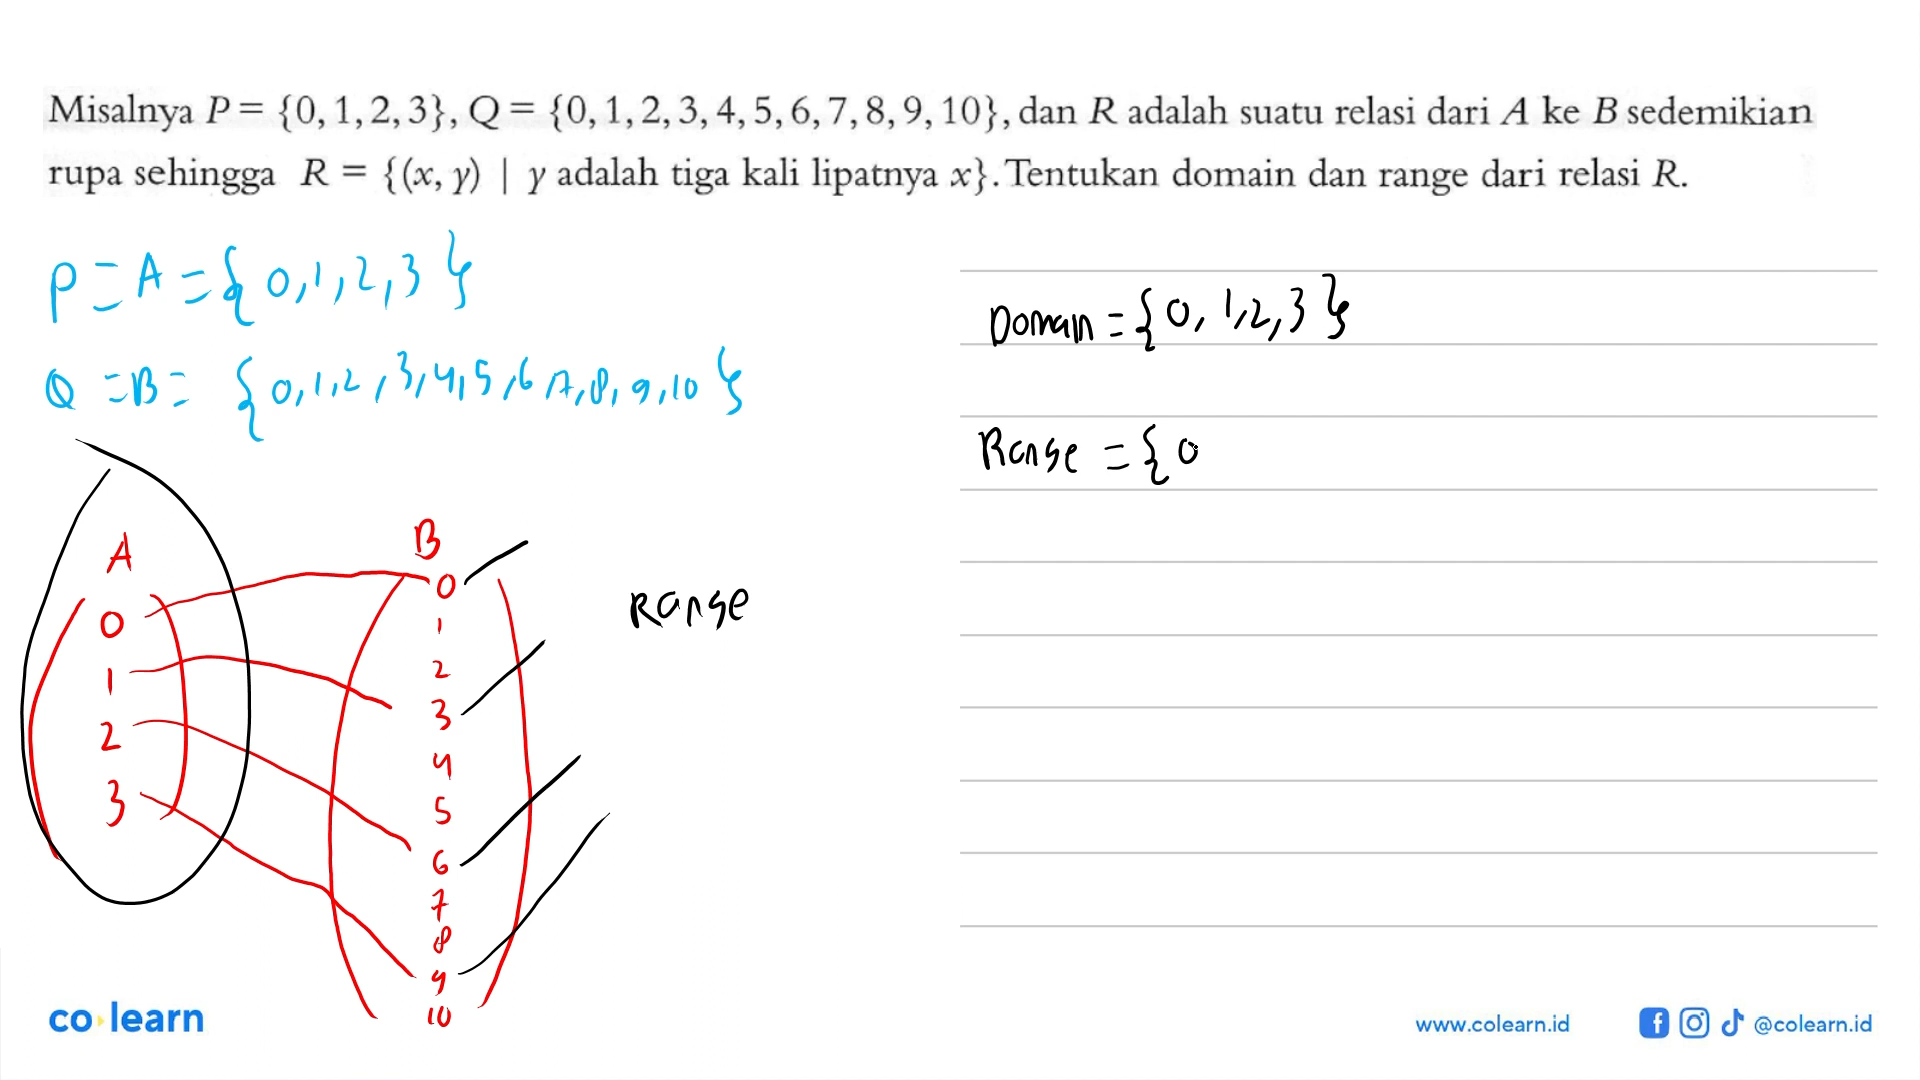 Misalnya P = {0, 1, 2, 3}, Q = {0, 1, 2, 3, 4, 5, 6, 7, 8, 9, 10}, dan R adalah suatu relasi dari A ke B sedemikian
rupa sehingga R = {(x, y) | y adalah tiga kali lipatnya x}. Tentukan domain dan range dari relasi R.
P = A = {0, 1, 2, 3}
Q = B = {0, 1, 2, 3, 4, 5, 6, 7, 8, 9, 10}
A
0
1
2
3
B
0
1
2
3
4
5
6
7
8
9
10
Range
Domain = {0, 1, 2, 3}
Range = {0
co learn
www.colearn.id
@colearn.id